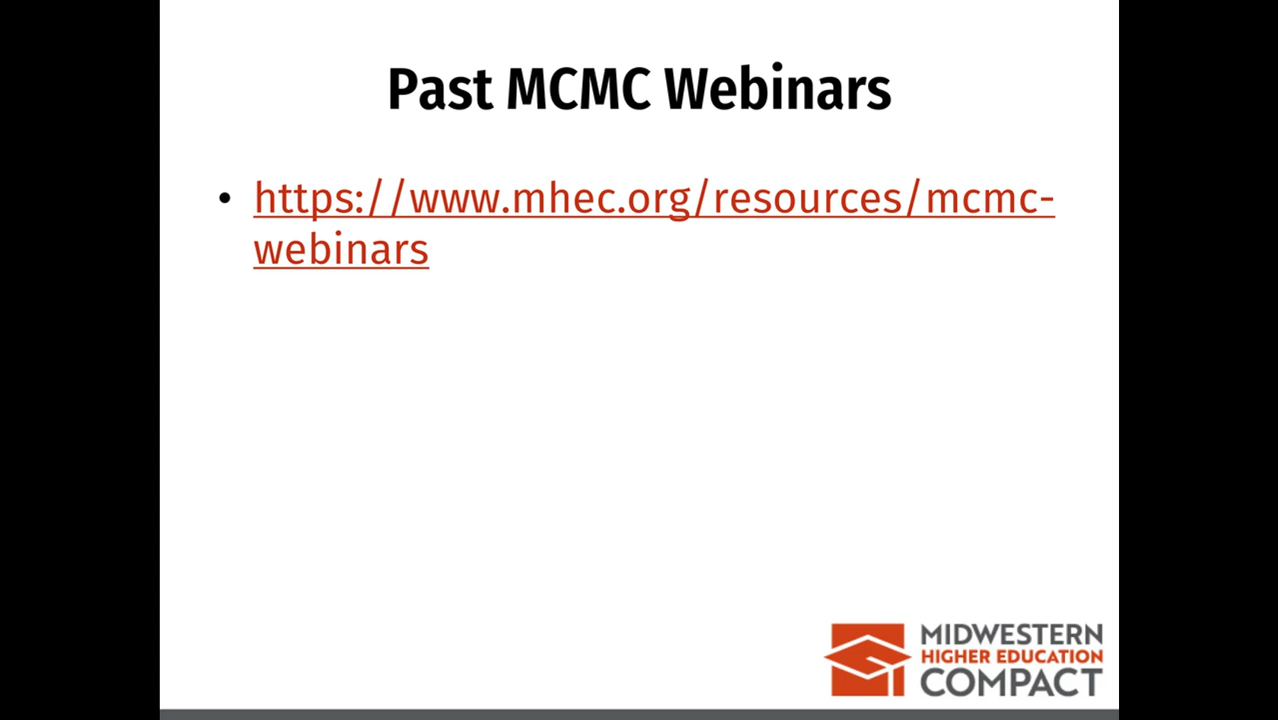 Past MCMC Webinars
• https://www.mhec.org/resources/mcmc-
webinars
MIDWESTERN
HIGHER EDUCATION
COMPACT